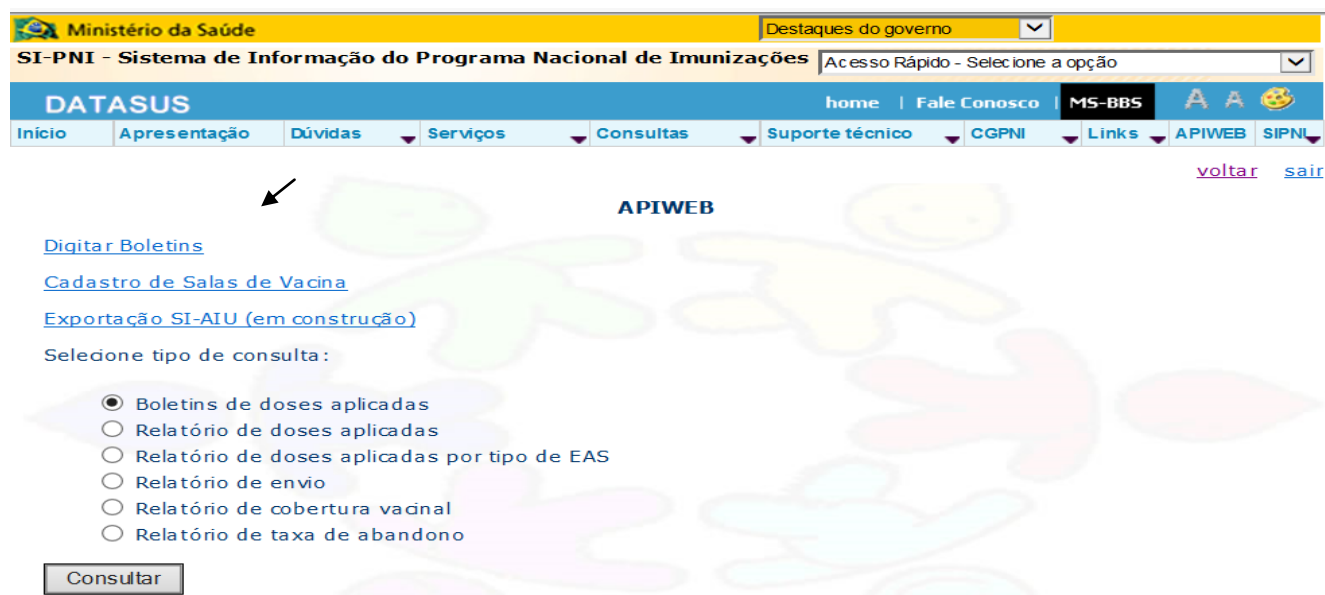 Ministério da Saúde
Destaques do governo
SI-PNI - Sistema de Informação do Programa Nacional de Imunizações
Acesso Rápido - Selecione a opção
DATASUS
home | Fale Conosco | MS-BBS A A
Início Apresentação Dúvidas Serviços Consultas Suporte técnico CGPNI Links APIWEB SIPNI
voltar sair
APIWEB
Digitar Boletins
Cadastro de Salas de Vacina
Exportação SI-AIU (em construção)
Selecione tipo de consulta:
Boletins de doses aplicadas
Relatório de doses aplicadas
Relatório de doses aplicadas por tipo de EAS
Relatório de envio
Relatório de cobertura vacinal
Relatório de taxa de abandono
Consultar